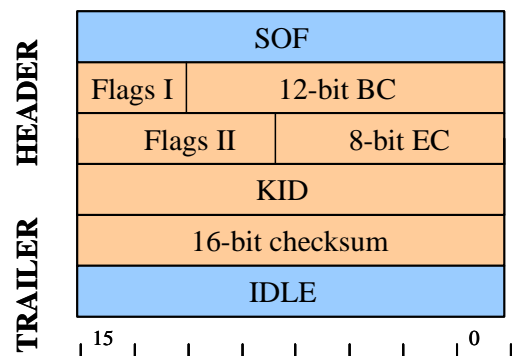 HEADER
SOF
Flags I 12-bit BC
Flags II 8-bit EC
KID
TRAILER
16-bit checksum
IDLE
15 0